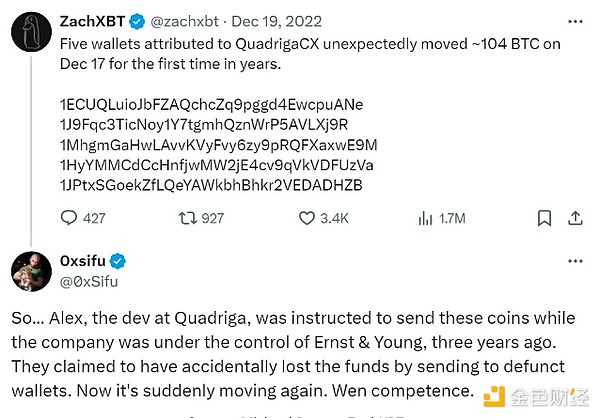 ZachXBT @zachxbt · Dec 19, 2022
Five wallets attributed to QuadrigaCX unexpectedly moved ~104 BTC on
Dec 17 for the first time in years.
1ECUQLuioJbFZAQchcZq9pggd4EwcpuANe
1J9Fqc3TicNoy1Y7tgmhQznWrP5AVLXj9R
1MhgmGaHwLAvvKVyFvy6zy9pRQFXaxwE9M
1HyYMMCdCcHnfjwMW2jE4cv9qVkVDFUzVa
1JPtxSGoekZfLQeYAWkbhBhkr2VEDADHZB
427 927 3.4K 1.7M
0xsifu
@0xSifu
So... Alex, the dev at Quadriga, was instructed to send these coins while
the company was under the control of Ernst & Young, three years ago.
They claimed to have accidentally lost the funds by sending to defunct
wallets. Now it's suddenly moving again. Wen competence.
金色财经